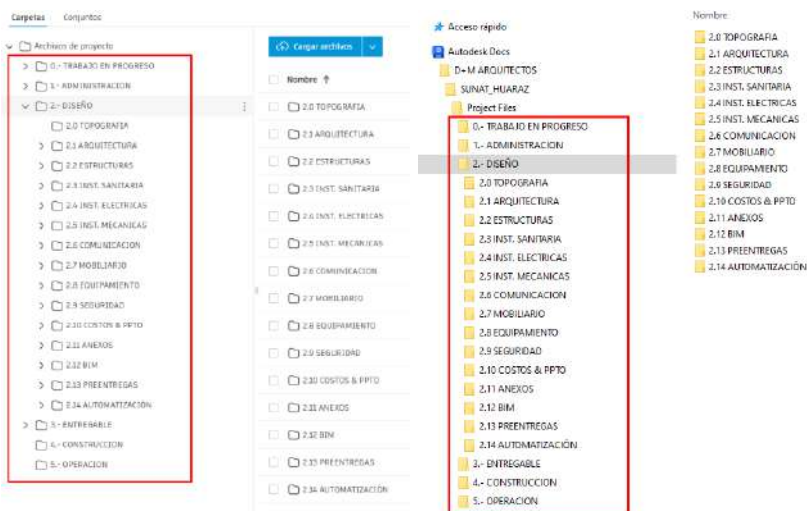 Carpetas Conjuntos
Archivos de proyecto
0.- TRABAJO EN PROGRESO
1.- ADMINISTRACION
2.- DISEÑO
2.0 TOPOGRAFIA
2.1 ARQUITECTURA
2.2 ESTRUCTURAS
2.3 INST. SANITARIA
2.4 INST. ELECTRICAS
2.5 INST. MECANICAS
2.6 COMUNICACION
2.7 MOBILIARIO
2.8 EQUIPAMIENTO
2.9 SEGURIDAD
2.10 COSTOS & PPTO
2.11 ANEXOS
2.12 BIM
2.13 PREENTREGAS
2.14 AUTOMATIZACIÓN
3.- ENTREGABLE
4.- CONSTRUCCION
5.- OPERACION
Cargar archivos
Nombre
2.0 TOPOGRAFIA
2.1 ARQUITECTURA
2.2 ESTRUCTURAS
2.3 INST. SANITARIA
2.4 INST. ELECTRICAS
2.5 INST. MECANICAS
2.6 COMUNICACION
2.7 MOBILIARIO
2.8 EQUIPAMIENTO
2.9 SEGURIDAD
2.10 COSTOS & PPTO
2.11 ANEXOS
2.12 BIM
2.13 PREENTREGAS
2.14 AUTOMATIZACIÓN
Acceso rápido
Autodesk Docs
D+M ARQUITECTOS
SUNAT_HUARAZ
Project Files
0.- TRABAJO EN PROGRESO
1.- ADMINISTRACION
2.- DISEÑO
2.0 TOPOGRAFIA
2.1 ARQUITECTURA
2.2 ESTRUCTURAS
2.3 INST. SANITARIA
2.4 INST. ELECTRICAS
2.5 INST. MECANICAS
2.6 COMUNICACION
2.7 MOBILIARIO
2.8 EQUIPAMIENTO
2.9 SEGURIDAD
2.10 COSTOS & PPTO
2.11 ANEXOS
2.12 BIM
2.13 PREENTREGAS
2.14 AUTOMATIZACIÓN
3.- ENTREGABLE
4.- CONSTRUCCION
5.- OPERACION
Nombre
2.0 TOPOGRAFIA
2.1 ARQUITECTURA
2.2 ESTRUCTURAS
2.3 INST. SANITARIA
2.4 INST. ELECTRICAS
2.5 INST. MECANICAS
2.6 COMUNICACION
2.7 MOBILIARIO
2.8 EQUIPAMIENTO
2.9 SEGURIDAD
2.10 COSTOS & PPTO
2.11 ANEXOS
2.12 BIM
2.13 PREENTREGAS
2.14 AUTOMATIZACIÓN